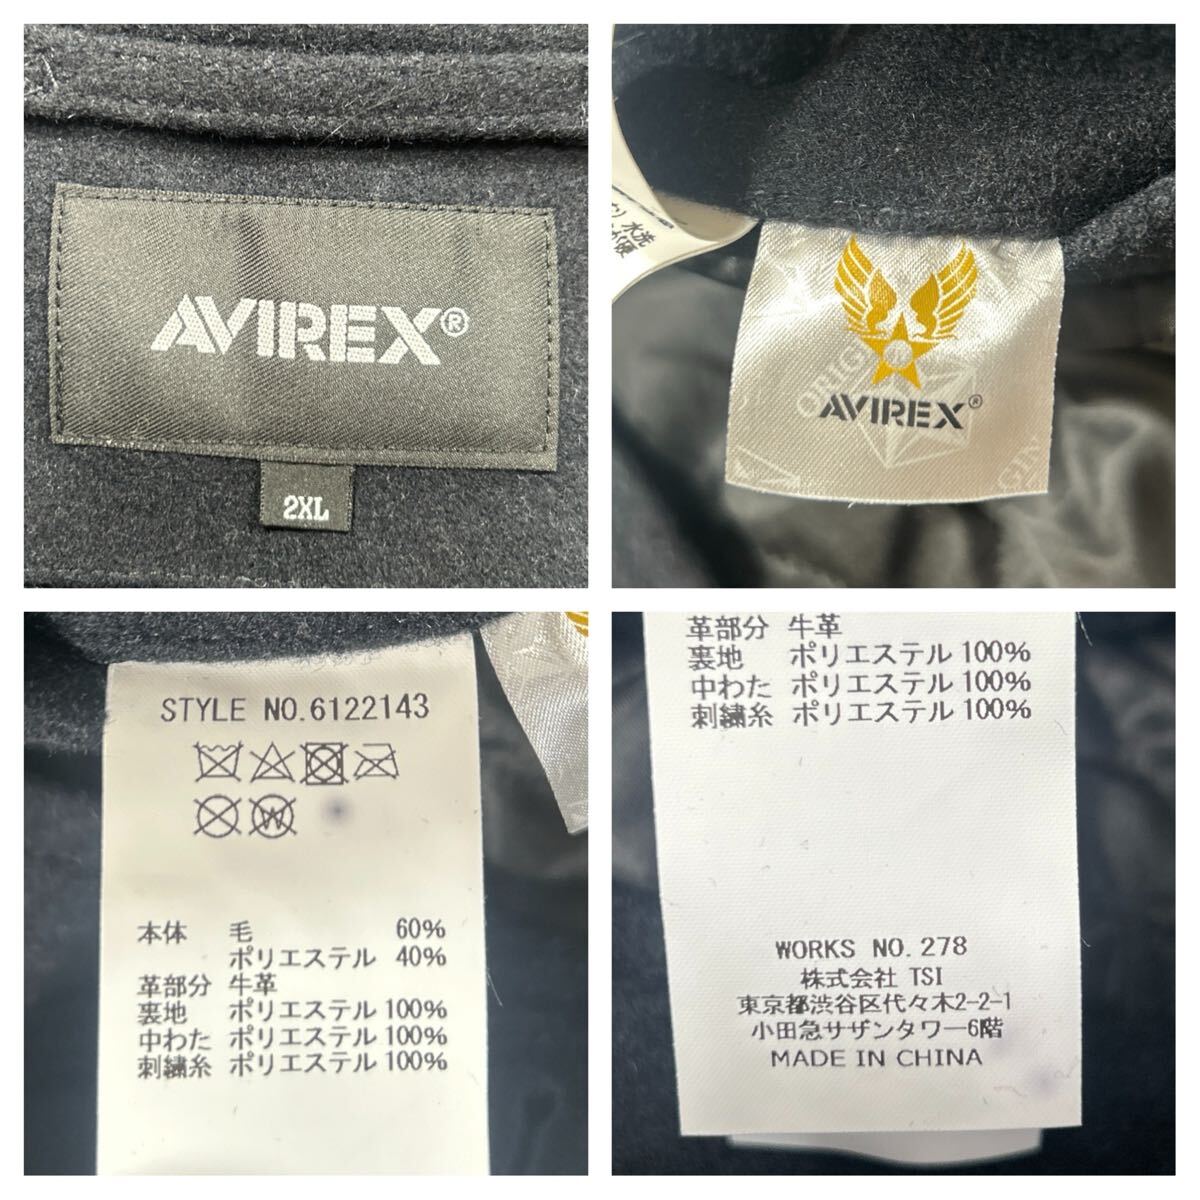 AVIREX®
2XL
水洗
AVIREX®
STYLE NO.6122143
W
本体 毛 60%
ポリエステル 40%
革部分 牛革
裏地 ポリエステル 100%
中わた ポリエステル 100%
刺繍糸 ポリエステル 100%
革部分 牛革
裏地 ポリエステル 100%
中わた ポリエステル 100%
刺繍糸 ポリエステル 100%
WORKS NO. 278
株式会社 TSI
東京都渋谷区代々木2-2-1
小田急サザンタワー6階
MADE IN CHINA